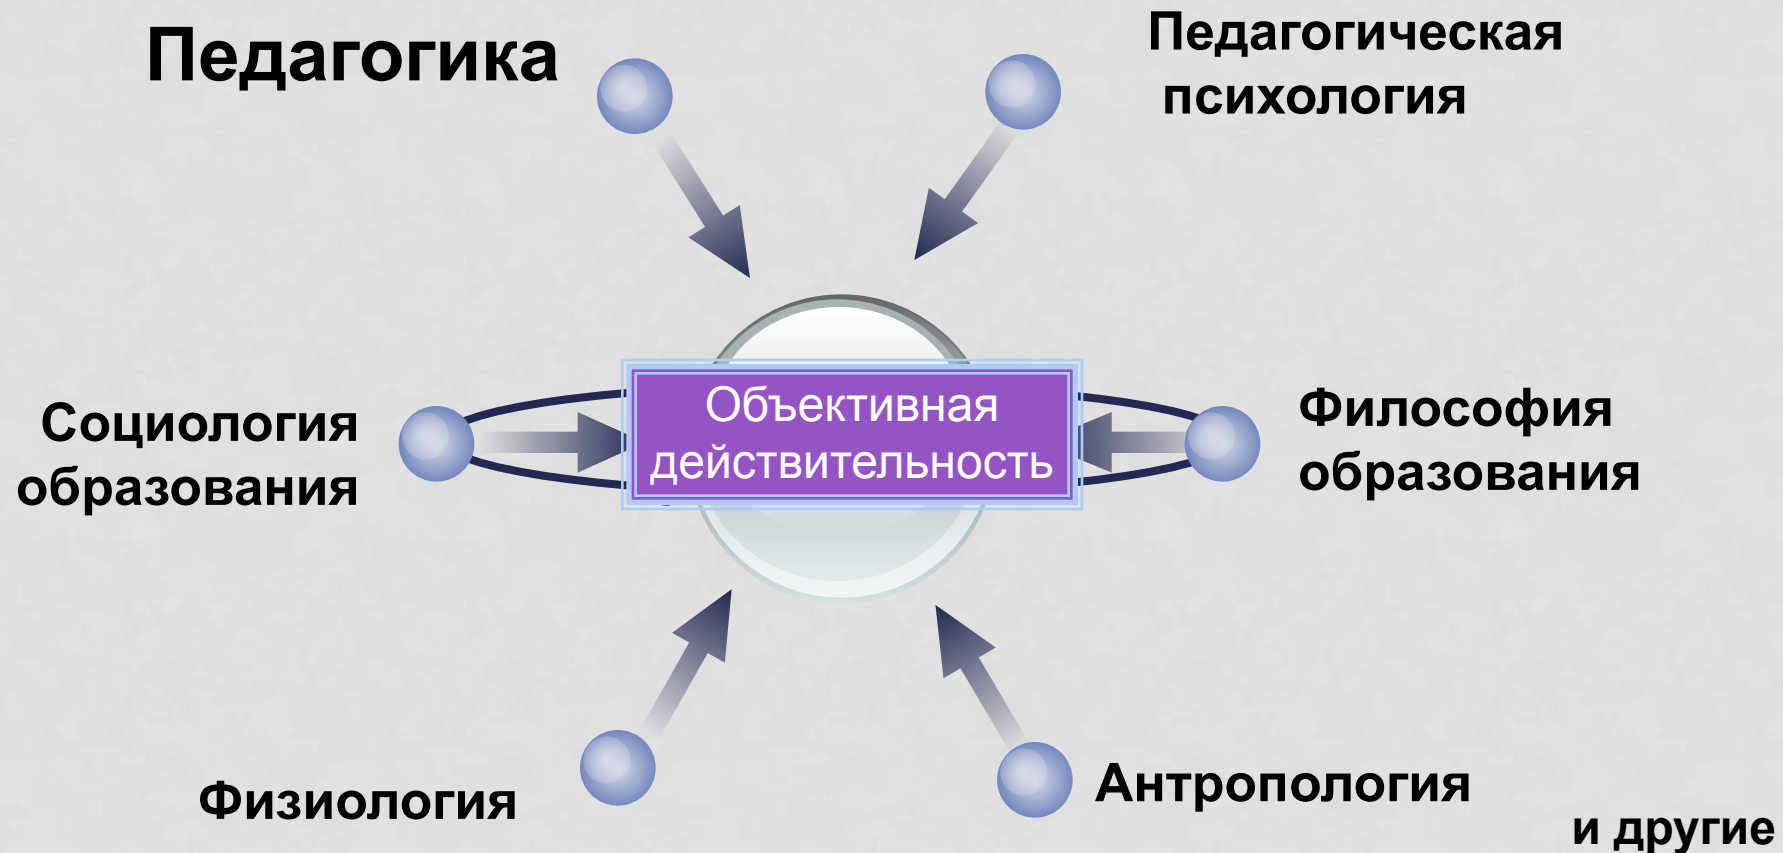 Педагогика
Педагогическая
психология
Объективная
действительность
Социология
образования
Философия
образования
Физиология
Антропология
и другие